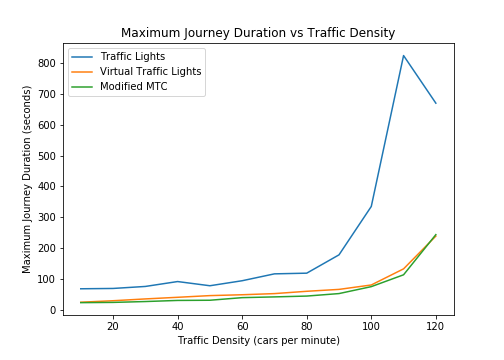 Maximum Journey Duration vs Traffic Density
Traffic Lights
Virtual Traffic Lights
Modified MTC
Maximum Journey Duration (seconds)
800
700
600
500
400
300
200
100
0
20 40 60 80 100 120
Traffic Density (cars per minute)